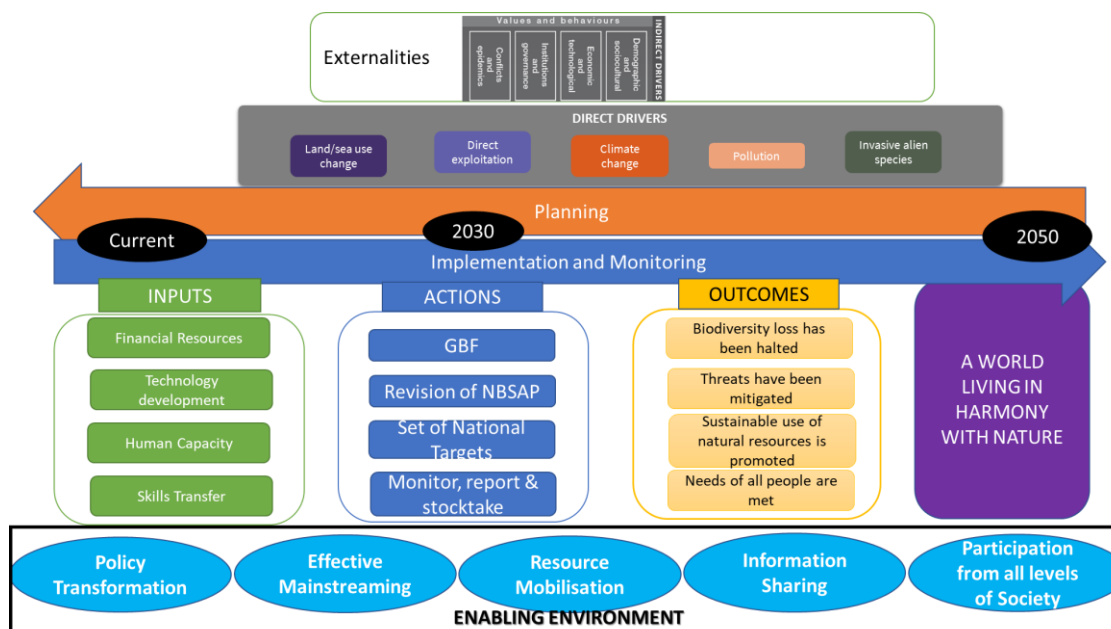 Externalities
Values and behaviours
Conflicts
and
epidemics
Institutions
and
governance
Economic
and
technological
Demographic
and
sociocultural
INDIRECT DRIVERS
DIRECT DRIVERS
Land/sea use
change
Direct
exploitation
Climate
change
Pollution
Invasive alien
species
Planning
Current
2030
2050
Implementation and Monitoring
INPUTS
Financial Resources
Technology
development
Human Capacity
Skills Transfer
ACTIONS
GBF
Revision of NBSAP
Set of National
Targets
Monitor, report &
stocktake
OUTCOMES
Biodiversity loss has
been halted
Threats have been
mitigated
Sustainable use of
natural resources is
promoted
Needs of all people are
met
A WORLD
LIVING IN
HARMONY
WITH NATURE
Policy
Transformation
Effective
Mainstreaming
Resource
Mobilisation
Information
Sharing
Participation
from all levels
of Society
ENABLING ENVIRONMENT